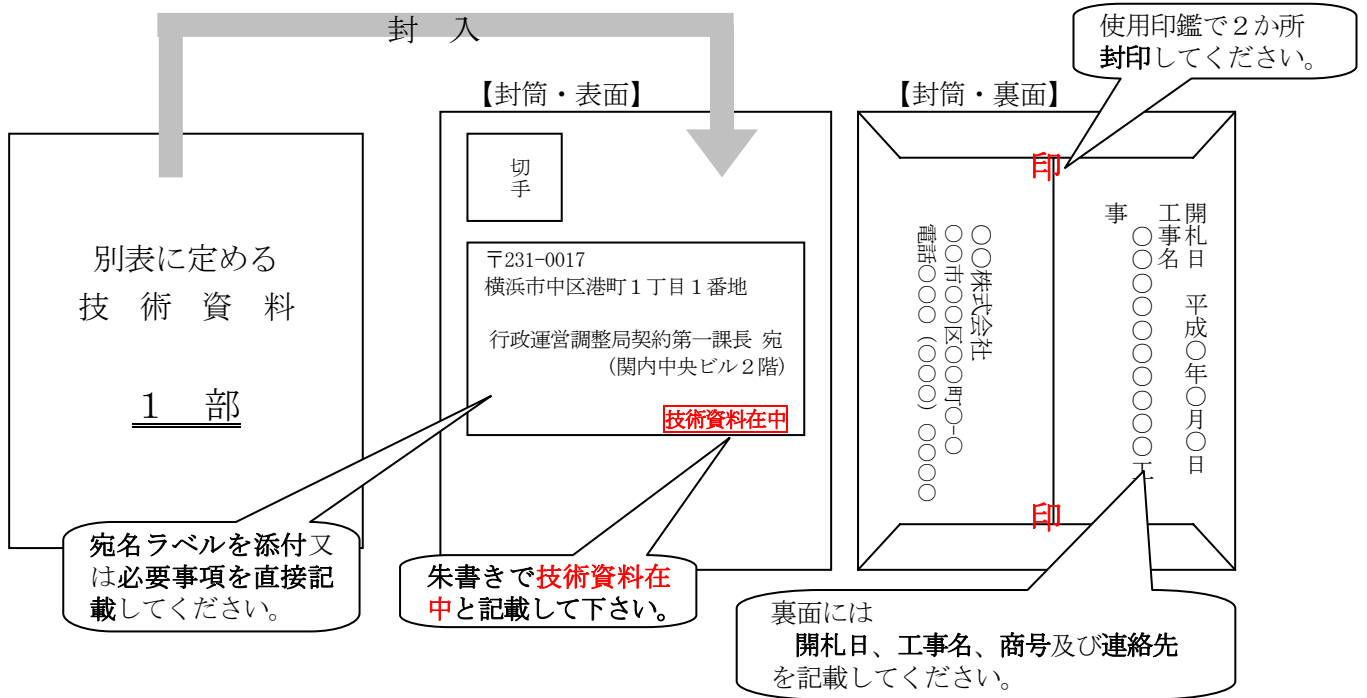 封　入
使用印鑑で２か所
封印してください。
【封筒・表面】
【封筒・裏面】
別表に定める
技　術　資　料
１　部
切手
〒231-0017
横浜市中区港町１丁目１番地
行政運営調整局契約第一課長 宛
(関内中央ビル２階)
技術資料在中
印
開札日　平成○年○月○日
工事名
○○○○○○○○○○工
事
○○株式会社
○○市○○区○○町○-○
電話○○○（○○○）○○○○
印
宛名ラベルを添付又
は必要事項を直接記
載してください。
朱書きで技術資料在
中と記載して下さい。
裏面には
開札日、工事名、商号及び連絡先
を記載してください。